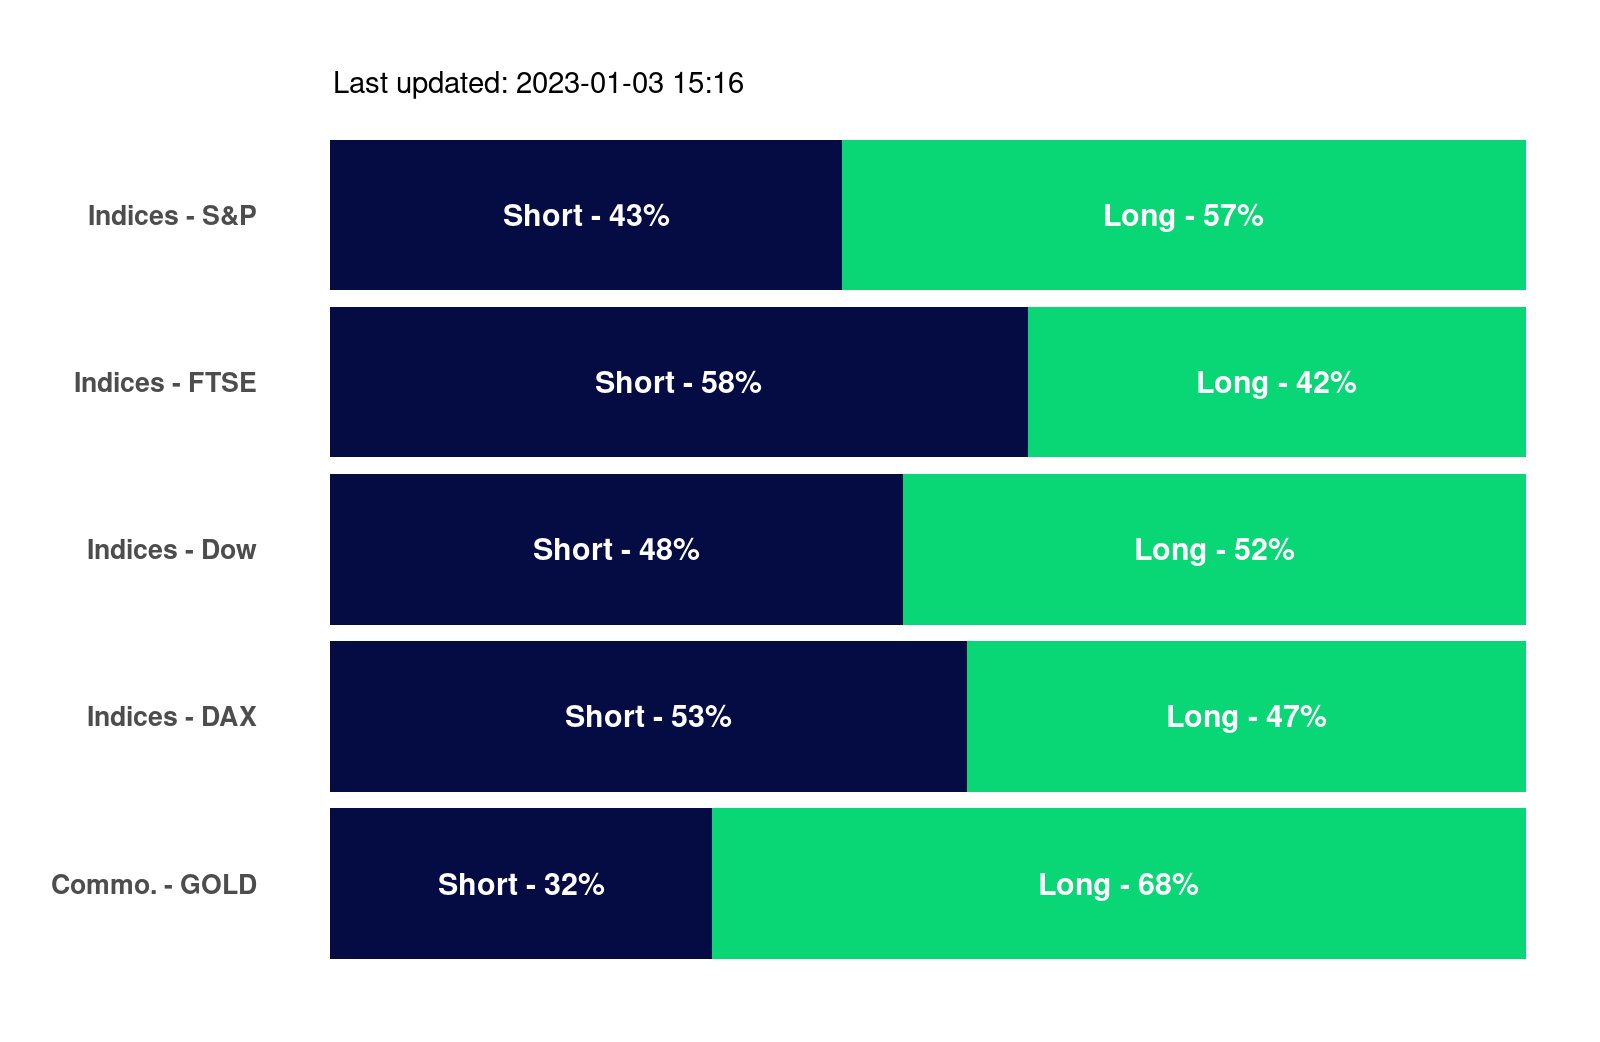 Last updated: 2023-01-03 15:16
Indices - S&P Short - 43% Long - 57%
Indices - FTSE Short - 58% Long - 42%
Indices - Dow Short - 48% Long - 52%
Indices - DAX Short - 53% Long - 47%
Commo. - GOLD Short - 32% Long - 68%